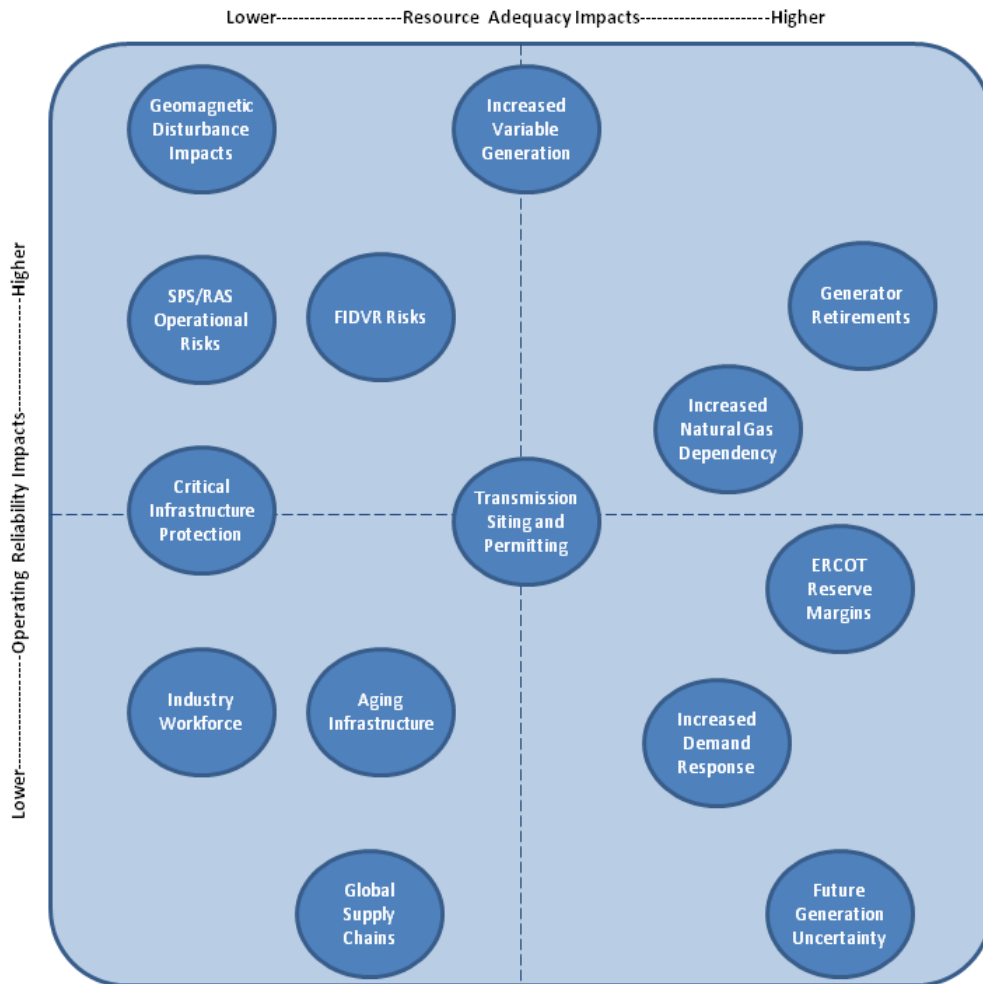 Lower---------------------Resource Adequacy Impacts---------------------Higher
Lower------------Operating Reliability Impacts------------Higher
Geomagnetic
Disturbance
Impacts
Increased
Variable
Generation
SPS/RAS
Operational
Risks
FIDVR Risks
Generator
Retirements
Increased
Natural Gas
Dependency
Critical
Infrastructure
Protection
Transmission
Siting and
Permitting
ERCOT
Reserve
Margins
Industry
Workforce
Aging
Infrastructure
Increased
Demand
Response
Global
Supply
Chains
Future
Generation
Uncertainty